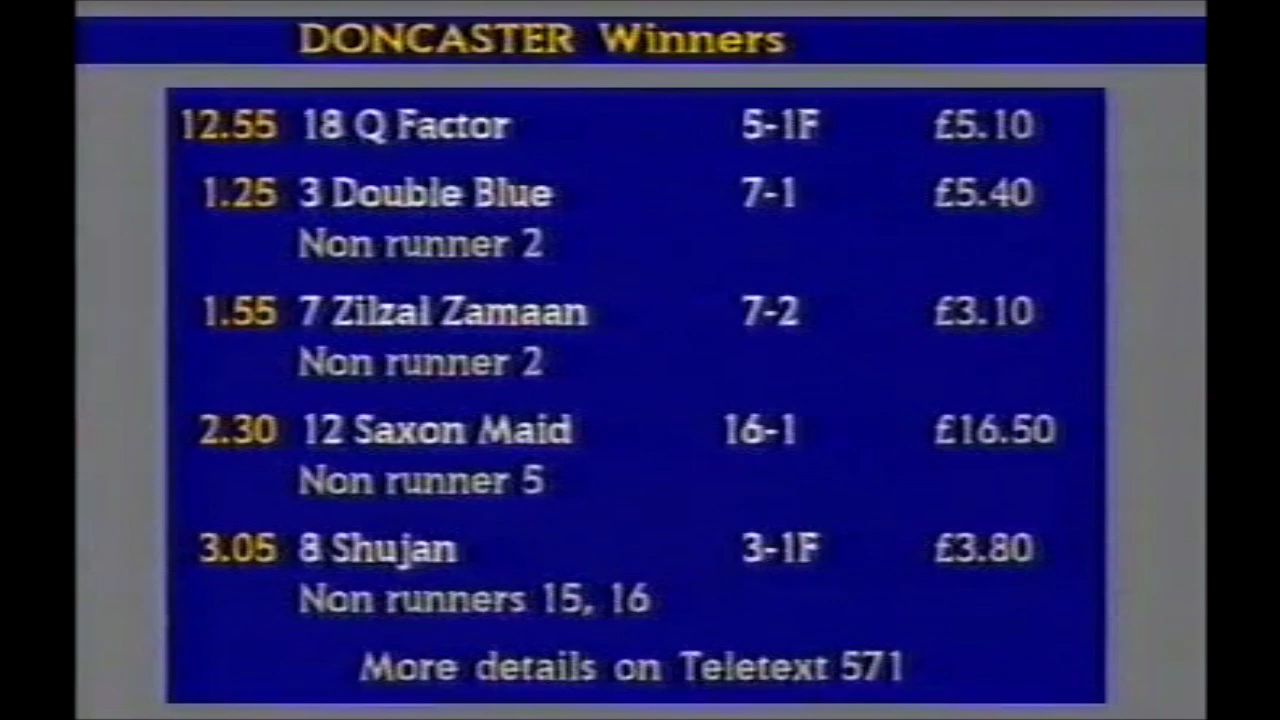 DONCASTER Winners
12.55 18 Q Factor 5-1F £5.10
1.25 3 Double Blue 7-1 £5.40
Non runner 2
1.55 7 Zilzal Zamaan 7-2 £3.10
Non runner 2
2.30 12 Saxon Maid 16-1 £16.50
Non runner 5
3.05 8 Shujan 3-1F £3.80
Non runners 15, 16
More details on Teletext 571